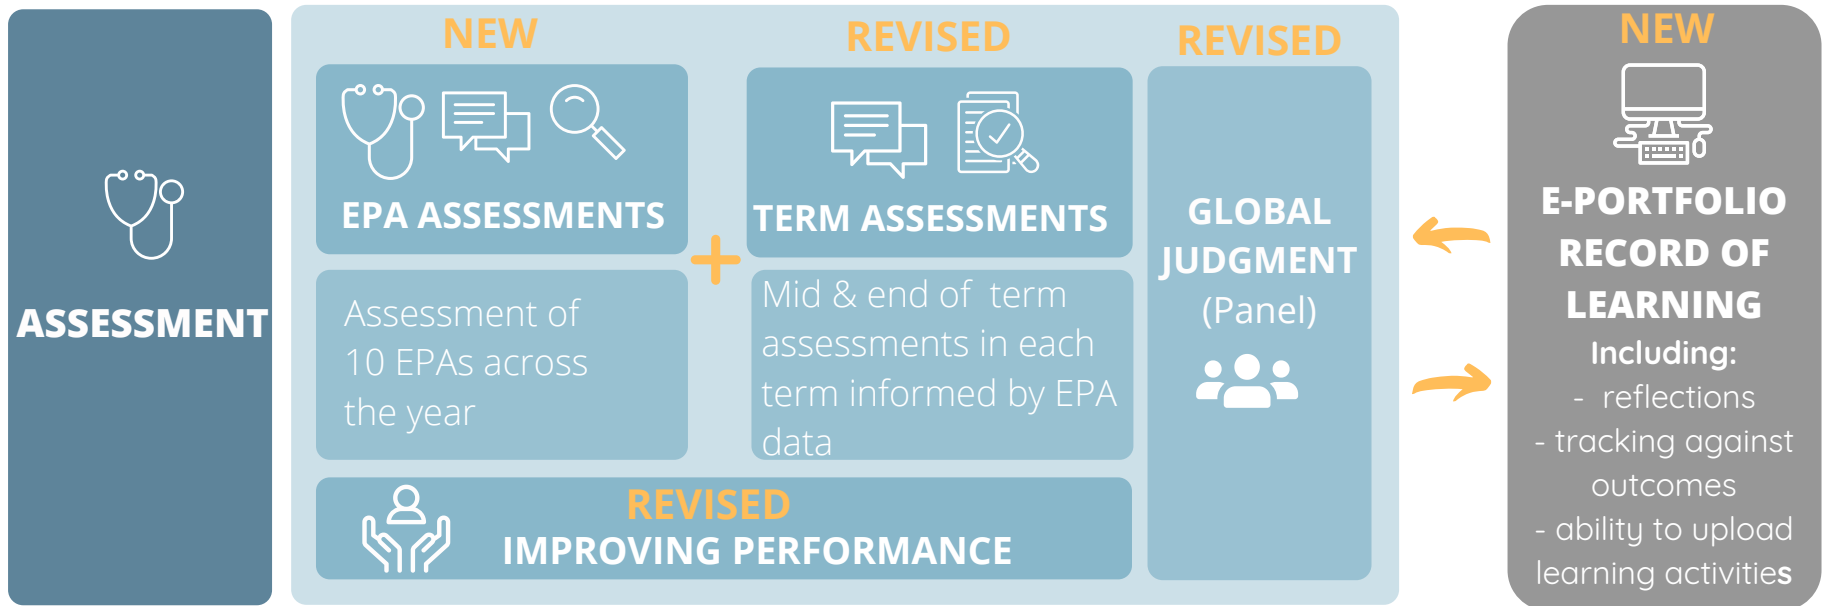 ASSESSMENT
NEW
EPA ASSESSMENTS
Assessment of
10 EPAs across
the year
REVISED
TERM ASSESSMENTS
Mid & end of term
assessments in each
term informed by EPA
data
REVISED
IMPROVING PERFORMANCE
REVISED
GLOBAL
JUDGMENT
(Panel)
NEW
E-PORTFOLIO
RECORD OF
LEARNING
Including:
- reflections
- tracking against
outcomes
- ability to upload
learning activities